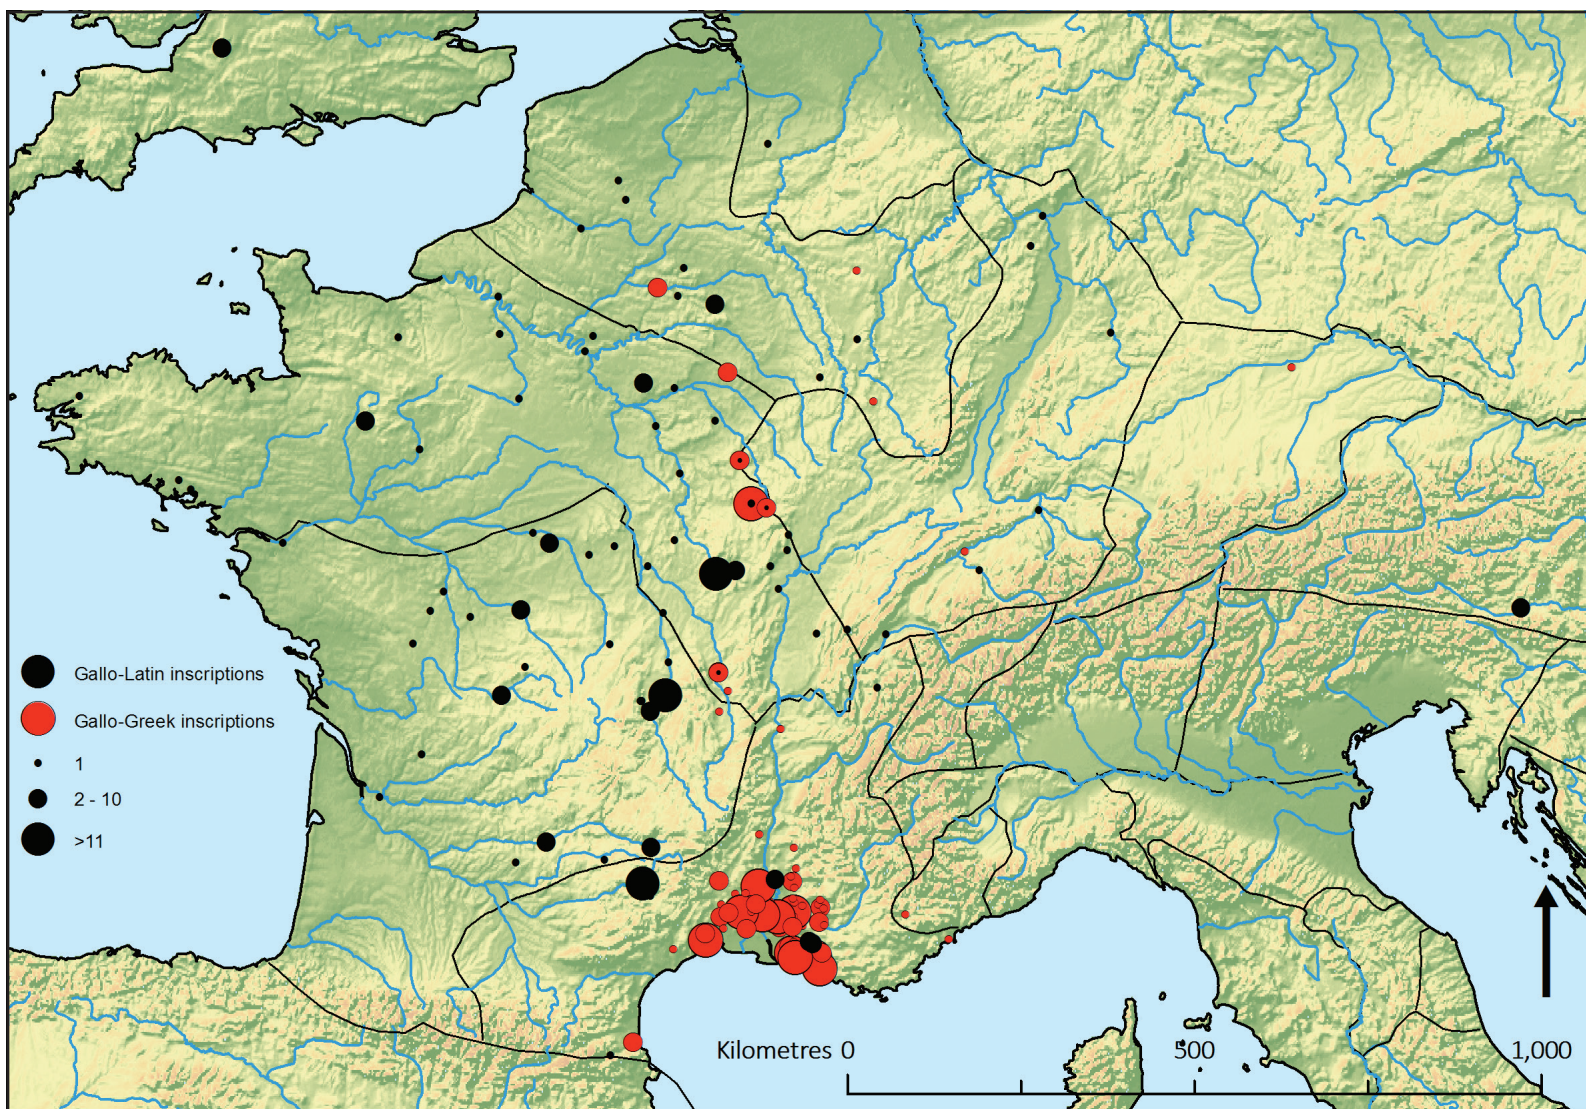 Gallo-Latin inscriptions
Gallo-Greek inscriptions
1
2 - 10
>11
Kilometres 0 500 1,000